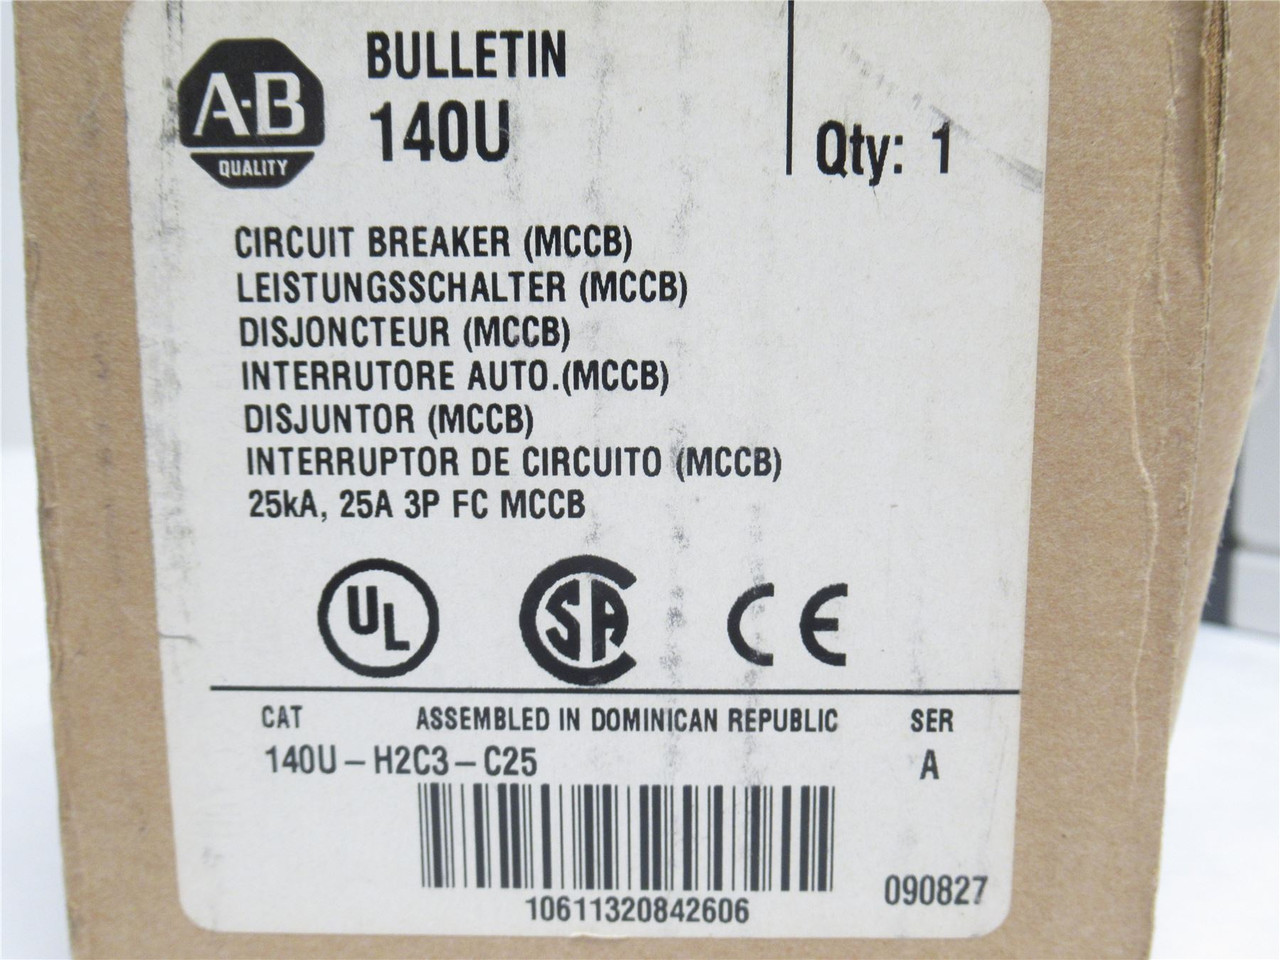 A-B
QUALITY
BULLETIN
140U
Qty: 1
CIRCUIT BREAKER (MCCB)
LEISTUNGSSCHALTER (MCCB)
DISJONCTEUR (MCCB)
INTERRUTORE AUTO.(MCCB)
DISJUNTOR (MCCB)
INTERRUPTOR DE CIRCUITO (MCCB)
25kA, 25A 3P FC MCCB
UL
SA
CE
CAT ASSEMBLED IN DOMINICAN REPUBLIC SER
140U-H2C3-C25 A
10611320842606
090827